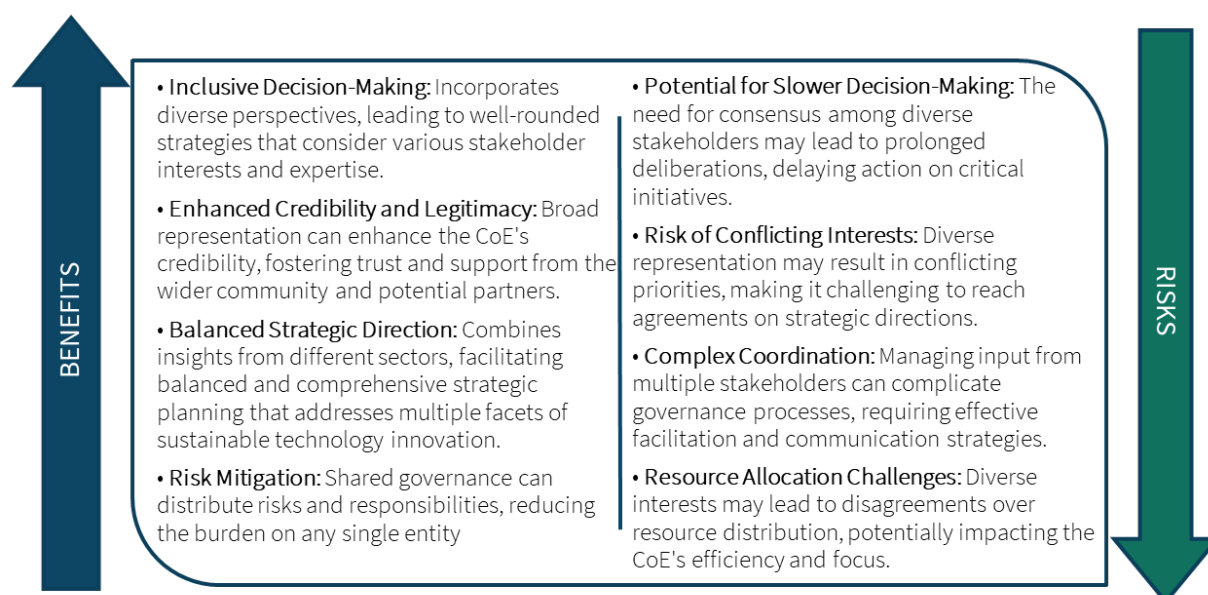 BENEFITS
• Inclusive Decision-Making: Incorporates
diverse perspectives, leading to well-rounded
strategies that consider various stakeholder
interests and expertise.
• Enhanced Credibility and Legitimacy: Broad
representation can enhance the CoE's
credibility, fostering trust and support from the
wider community and potential partners.
• Balanced Strategic Direction: Combines
insights from different sectors, facilitating
balanced and comprehensive strategic
planning that addresses multiple facets of
sustainable technology innovation.
• Risk Mitigation: Shared governance can
distribute risks and responsibilities, reducing
the burden on any single entity
• Potential for Slower Decision-Making: The
need for consensus among diverse
stakeholders may lead to prolonged
deliberations, delaying action on critical
initiatives.
• Risk of Conflicting Interests: Diverse
representation may result in conflicting
priorities, making it challenging to reach
agreements on strategic directions.
• Complex Coordination: Managing input from
multiple stakeholders can complicate
governance processes, requiring effective
facilitation and communication strategies.
• Resource Allocation Challenges: Diverse
interests may lead to disagreements over
resource distribution, potentially impacting the
CoE's efficiency and focus.
RISKS